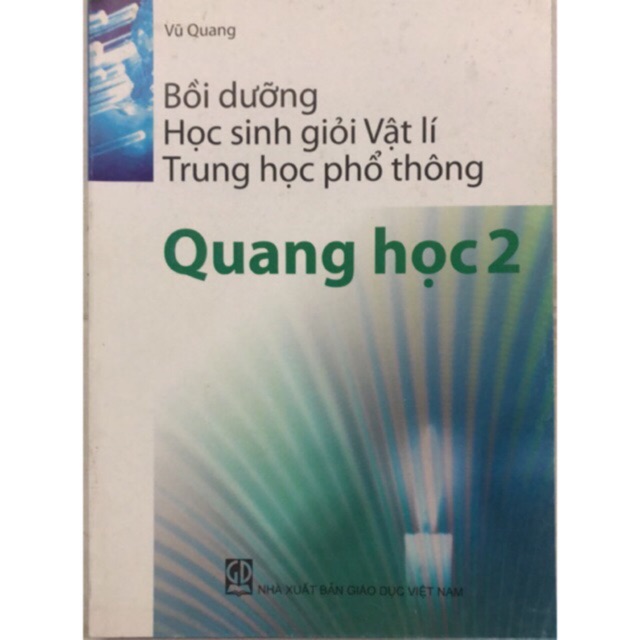 Vũ Quang
Bồi dưỡng
Học sinh giỏi Vật lí
Trung học phổ thông
Quang học 2
GD NHÀ XUẤT BẢN GIÁO DỤC VIỆT NAM